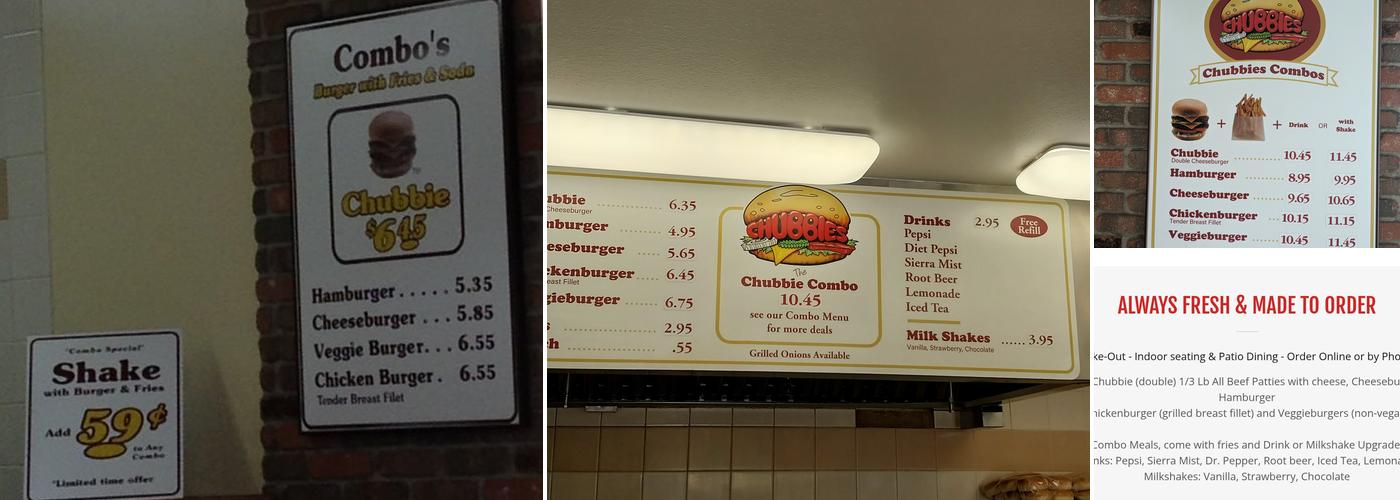 Combo's
Burger with Fries & Soda
Chubbie
$6.45
Hamburger ..... 5.35
Cheeseburger ... 5.85
Veggie Burger... 6.55
Chicken Burger . 6.55
Tender Breast Filet
"Combo Special"
Shake
with Burger & Fries
Add 59¢ to Any
Combo
"Limited time offer
bbie ........ 6.35
Cheeseburger
nburger ........ 4.95
eseburger ........ 5.65
ckenburger ........ 6.45
east Fillet
gieburger ........ 6.75
s ........ 2.95
h ........ .55
CHUBBIES
The
Chubbie Combo
10.45
see our Combo Menu
for more deals
Grilled Onions Available
Drinks 2.95 Free
Refill
Pepsi
Diet Pepsi
Sierra Mist
Root Beer
Lemonade
Iced Tea
Milk Shakes ...... 3.95
Vanilla, Strawberry, Chocolate
CHUBBIES
Chubbies Combos
+ + Drink OR with
Shake
Chubbie ........ 10.45 11.45
Double Cheeseburger
Hamburger ........ 8.95 9.95
Cheeseburger ........ 9.65 10.65
Chickenburger ........ 10.15 11.15
Tender Breast Fillet
Veggieburger ........ 10.45 11.45
ALWAYS FRESH & MADE TO ORDER
ke-Out - Indoor seating & Patio Dining - Order Online or by Pho
Chubbie (double) 1/3 Lb All Beef Patties with cheese, Cheesebu
Hamburger
hickenburger (grilled breast fillet) and Veggieburgers (non-vega
Combo Meals, come with fries and Drink or Milkshake Upgrade
nks: Pepsi, Sierra Mist, Dr. Pepper, Root beer, Iced Tea, Lemona
Milkshakes: Vanilla, Strawberry, Chocolate